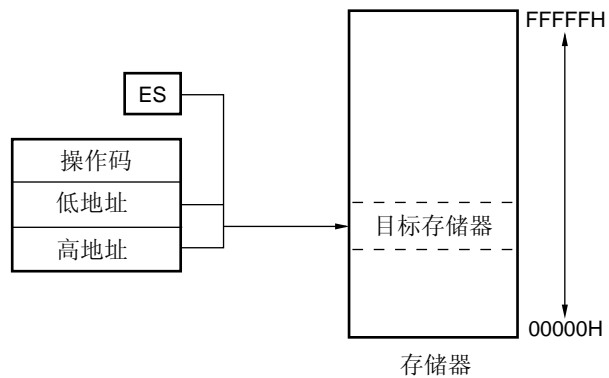 FFFFFH
ES
操作码
低地址
高地址
目标存储器
00000H
存储器